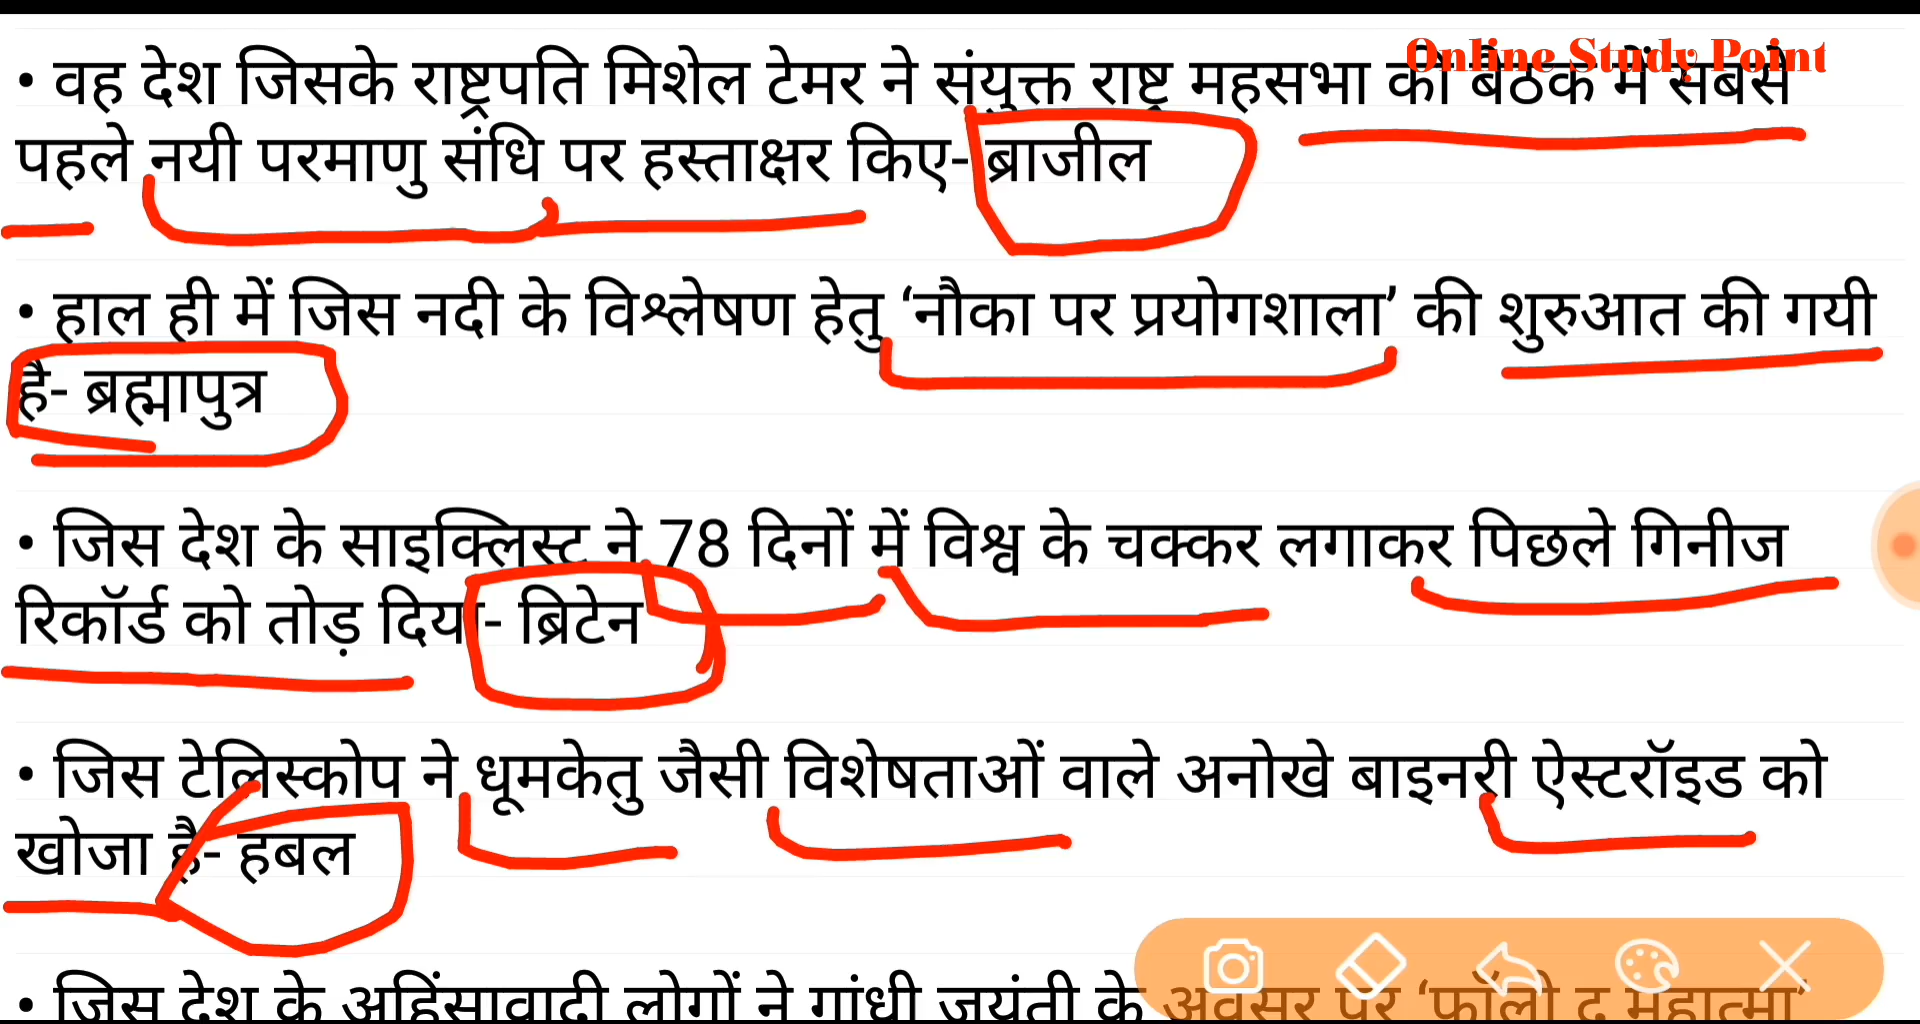 Online Study Point
• वह देश जिसके राष्ट्रपति मिशेल टेमर ने संयुक्त राष्ट्र महसभा की बैठक में सबसे
पहले नयी परमाणु संधि पर हस्ताक्षर किए- ब्राजील
• हाल ही में जिस नदी के विश्लेषण हेतु ‘नौका पर प्रयोगशाला’ की शुरुआत की गयी
है- ब्रह्मापुत्र
• जिस देश के साइक्लिस्ट ने 78 दिनों में विश्व के चक्कर लगाकर पिछले गिनीज
रिकॉर्ड को तोड़ दिया- ब्रिटेन
• जिस टेलिस्कोप ने धूमकेतु जैसी विशेषताओं वाले अनोखे बाइनरी ऐस्टरॉइड को
खोजा है- हबल
• जिस देश के अहिंसावादी लोगों ने गांधी जयंती के अवसर पर ‘फॉलो द महात्मा’